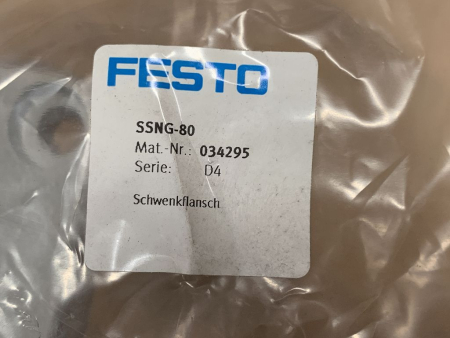 FESTO
SSNG-80
Mat.-Nr.: 034295
Serie: D4
Schwenkflansch